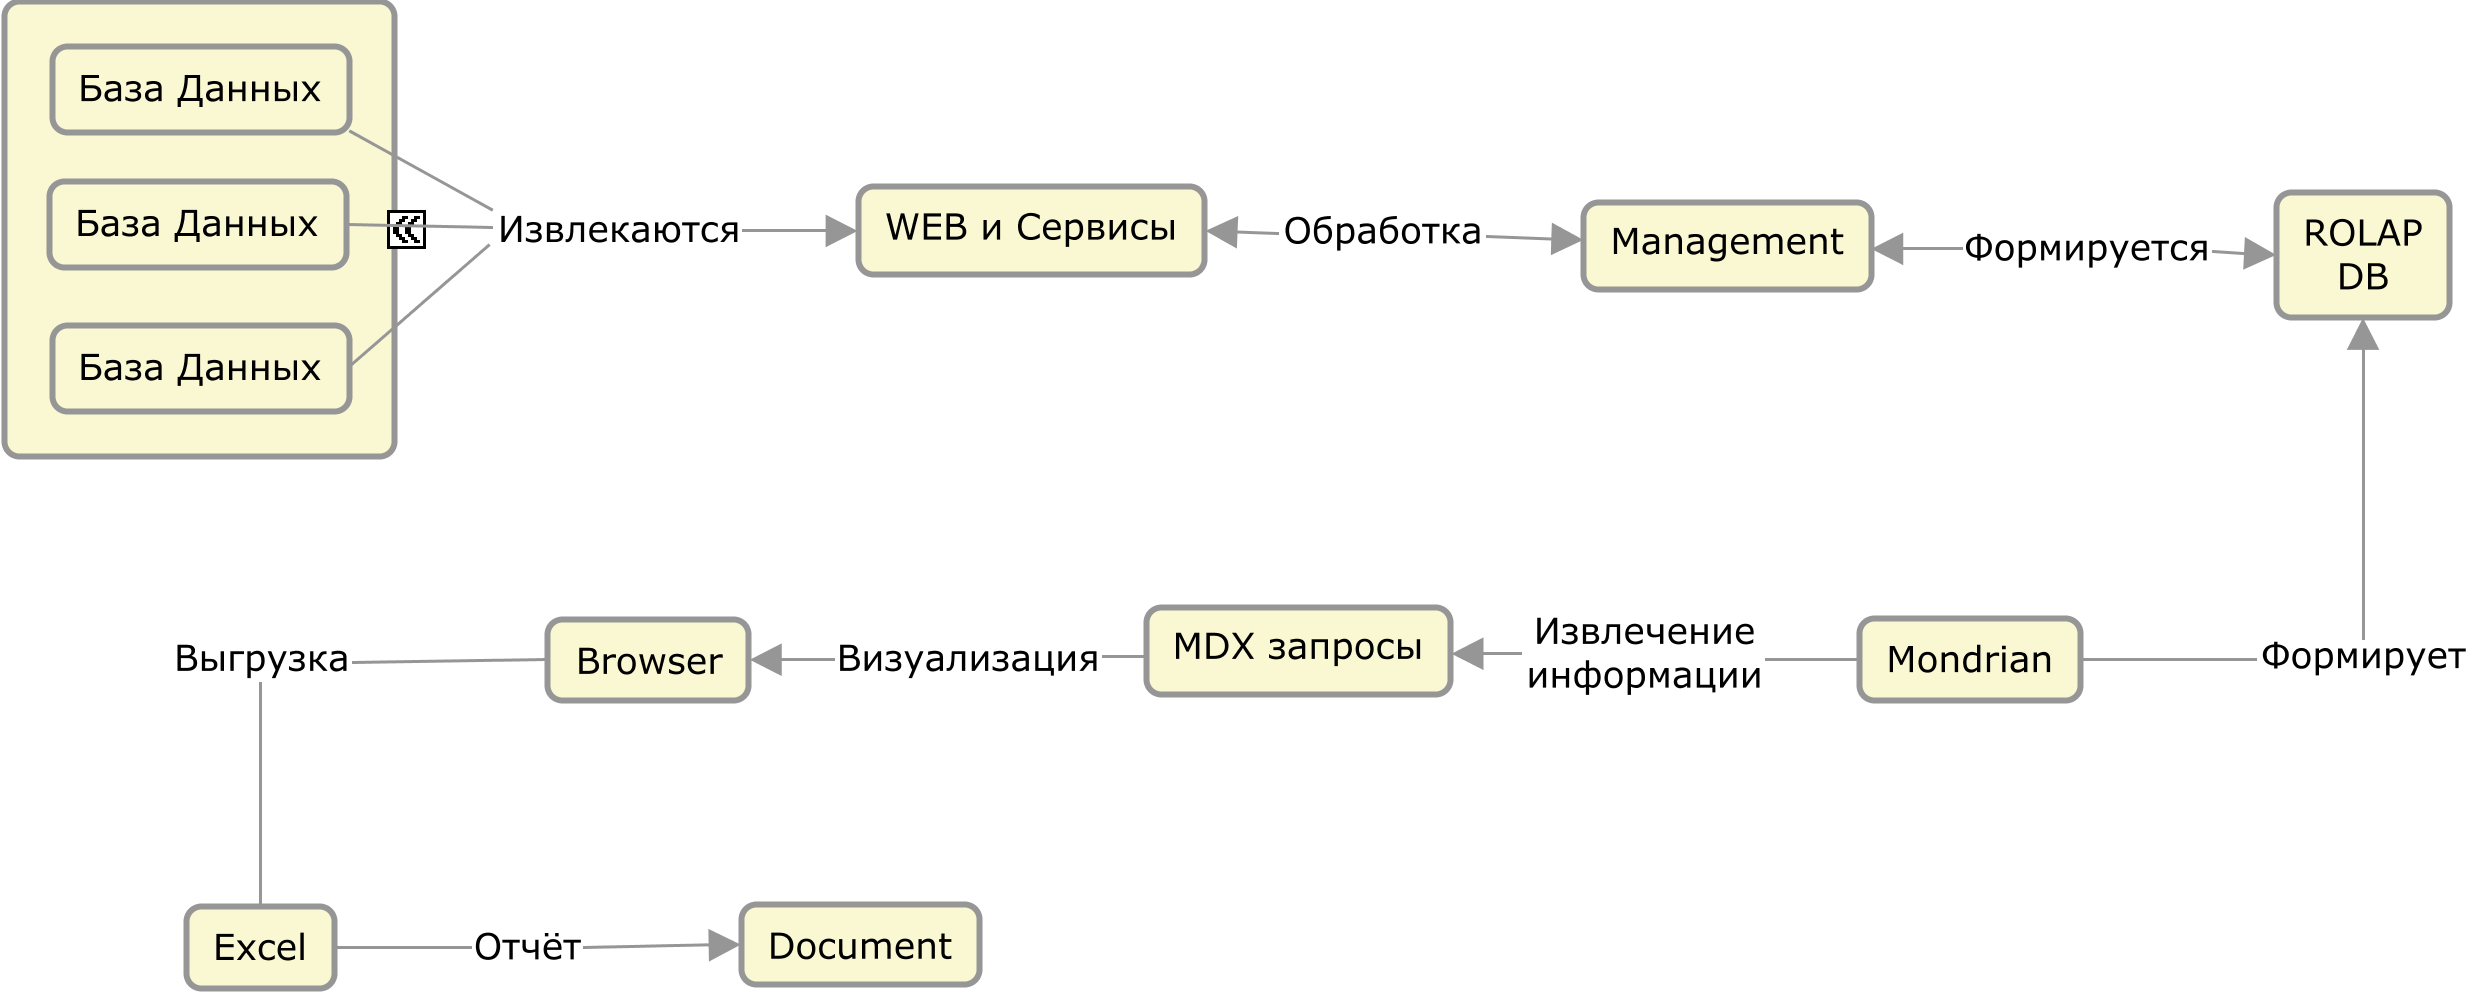 База Данных
База Данных
База Данных
Извлекаются
WEB и Сервисы
Обработка
Management
Формируется
ROLAP
DB
Выгрузка
Browser
Визуализация
MDX запросы
Извлечение
информации
Mondrian
Формирует
Excel
Отчёт
Document